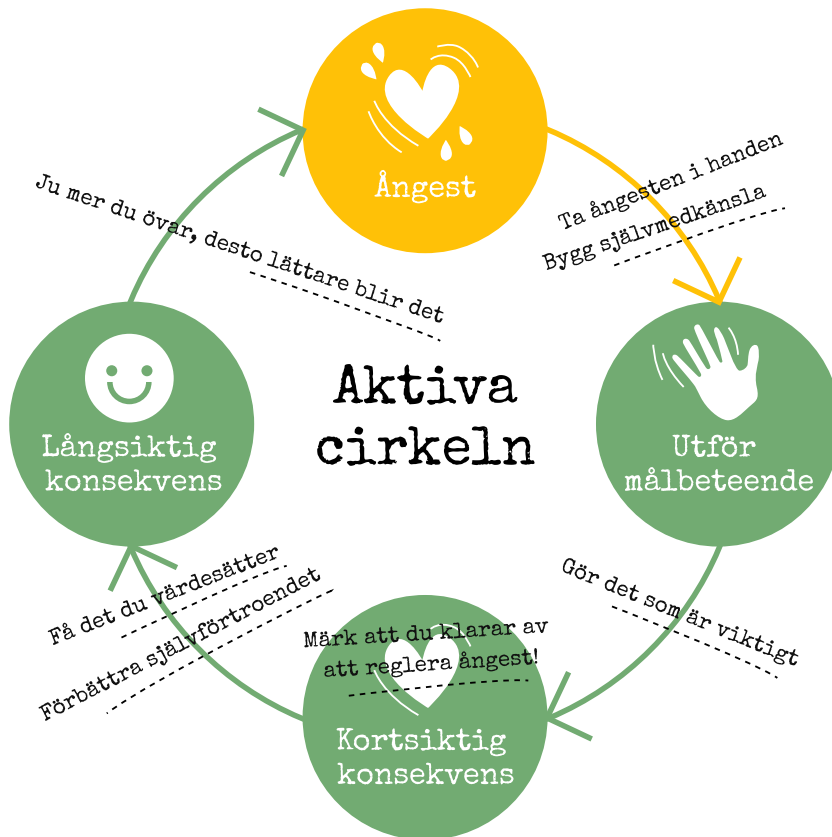 Ångest
Ta ångesten i handen
Bygg självmedkänsla
Ju mer du övar, desto lättare blir det
Aktiva
cirkeln
Utför
målbeteende
Långsiktig
konsekvens
Gör det som är viktigt
Få det du värdesätter
Förbättra självförtroendet
Märk att du klarar av
att reglera ångest!
Kortsiktig
konsekvens